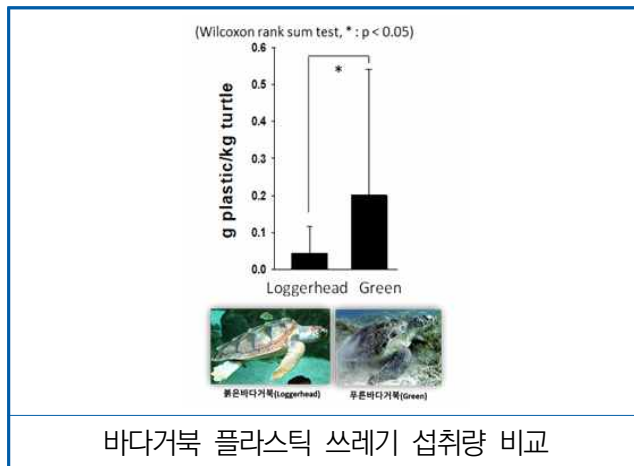 (Wilcoxon rank sum test, * : p < 0.05)
0.6
0.5
0.4
0.3
0.2
0.1
0.0
g plastic/kg turtle
*
Loggerhead Green
붉은바다거북(Loggerhead) 푸른바다거북(Green)
바다거북 플라스틱 쓰레기 섭취량 비교